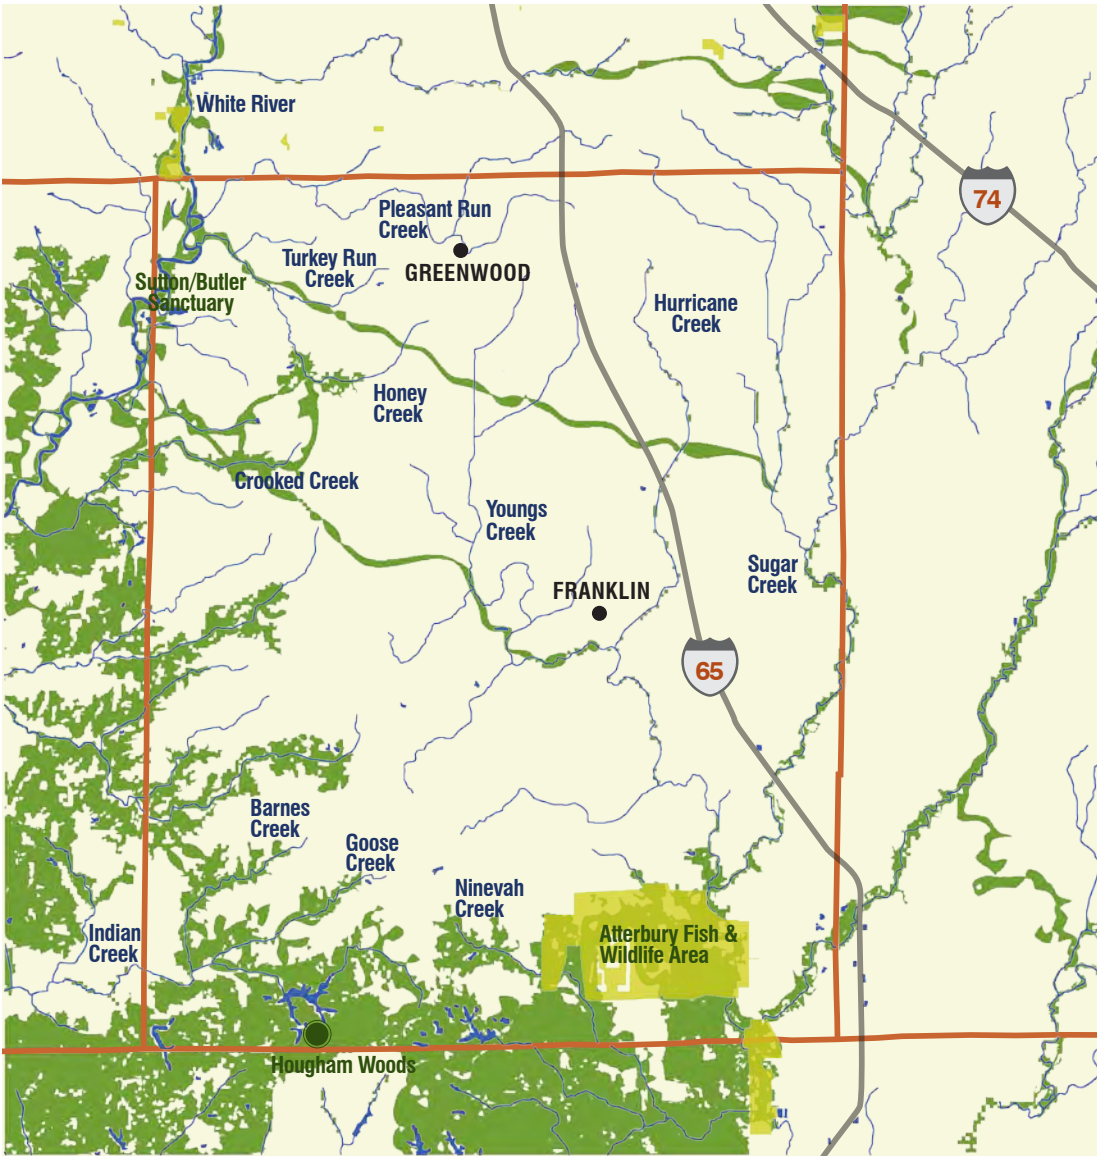 White River
74
Pleasant Run
Creek
Turkey Run
Creek
GREENWOOD
Sutton/Butler
Sanctuary
Hurricane
Creek
Honey
Creek
Crooked Creek
Youngs
Creek
Sugar
Creek
FRANKLIN
65
Barnes
Creek
Goose
Creek
Ninevah
Creek
Indian
Creek
Atterbury Fish &
Wildlife Area
Hougham Woods